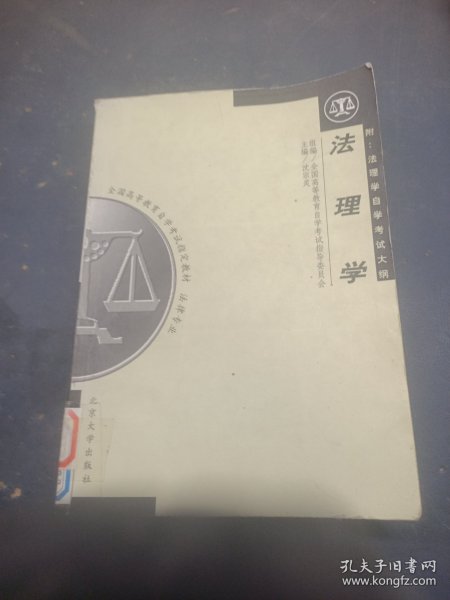 附:法理学自学考试大纲
法理学
组编/全国高等教育自学考试指导委员会
主编/沈宗灵
全国高等教育自学考试指定教材 法律专业
北京大学出版社
孔夫子旧书网
www.kongfz.com